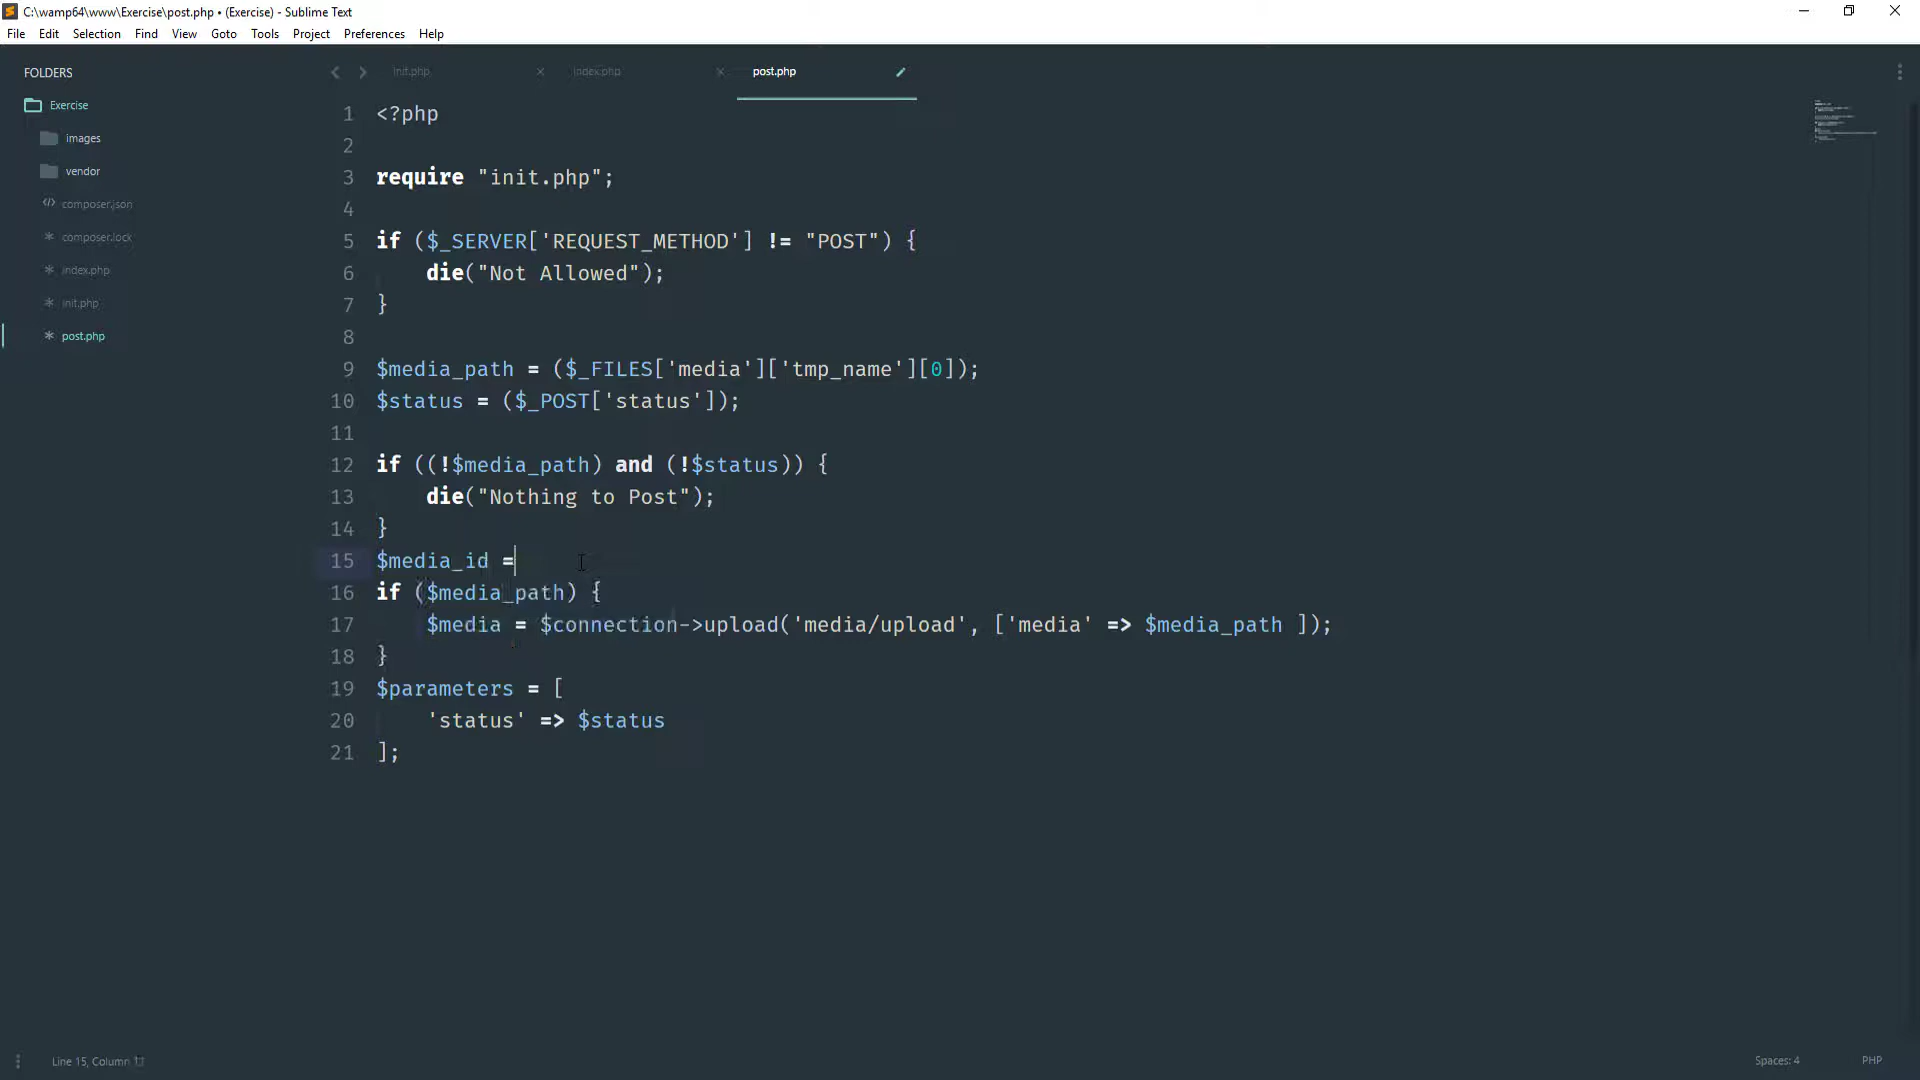 C:\wamp64\www\Exercise\post.php • (Exercise) - Sublime Text
File Edit Selection Find View Goto Tools Project Preferences Help
FOLDERS
Exercise
images
vendor
composer.json
composer.lock
index.php
init.php
post.php
init.php index.php post.php
1 <?php
2
3 require "init.php";
4
5 if ($_SERVER['REQUEST_METHOD'] != "POST") {
6 die("Not Allowed");
7 }
8
9 $media_path = ($_FILES['media']['tmp_name'][0]);
10 $status = ($_POST['status']);
11
12 if ((!$media_path) and (!$status)) {
13 die("Nothing to Post");
14 }
15 $media_id =
16 if ($media_path) {
17 $media = $connection->upload('media/upload', ['media' => $media_path ]);
18 }
19 $parameters = [
20 'status' => $status
21 ];
Line 15, Column
Spaces: 4
PHP